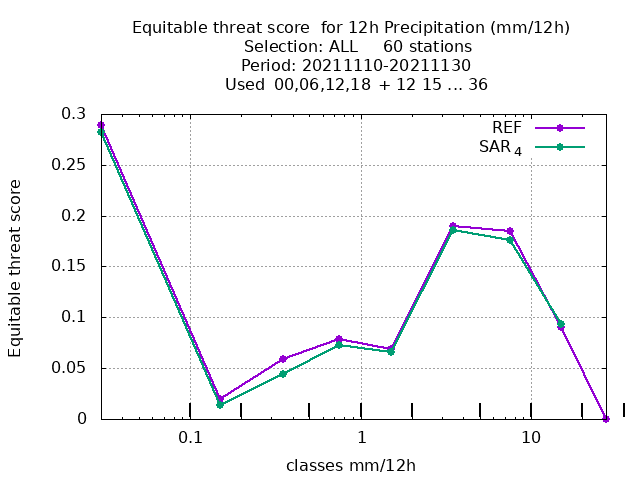 Equitable threat score  for 12h Precipitation (mm/12h)
Selection: ALL     60 stations
Period: 20211110-20211130
Used  00,06,12,18  + 12 15 ... 36
REF
SAR 4
0.3
0.25
0.2
0.15
0.1
0.05
0
Equitable threat score
0.1 1 10
classes mm/12h